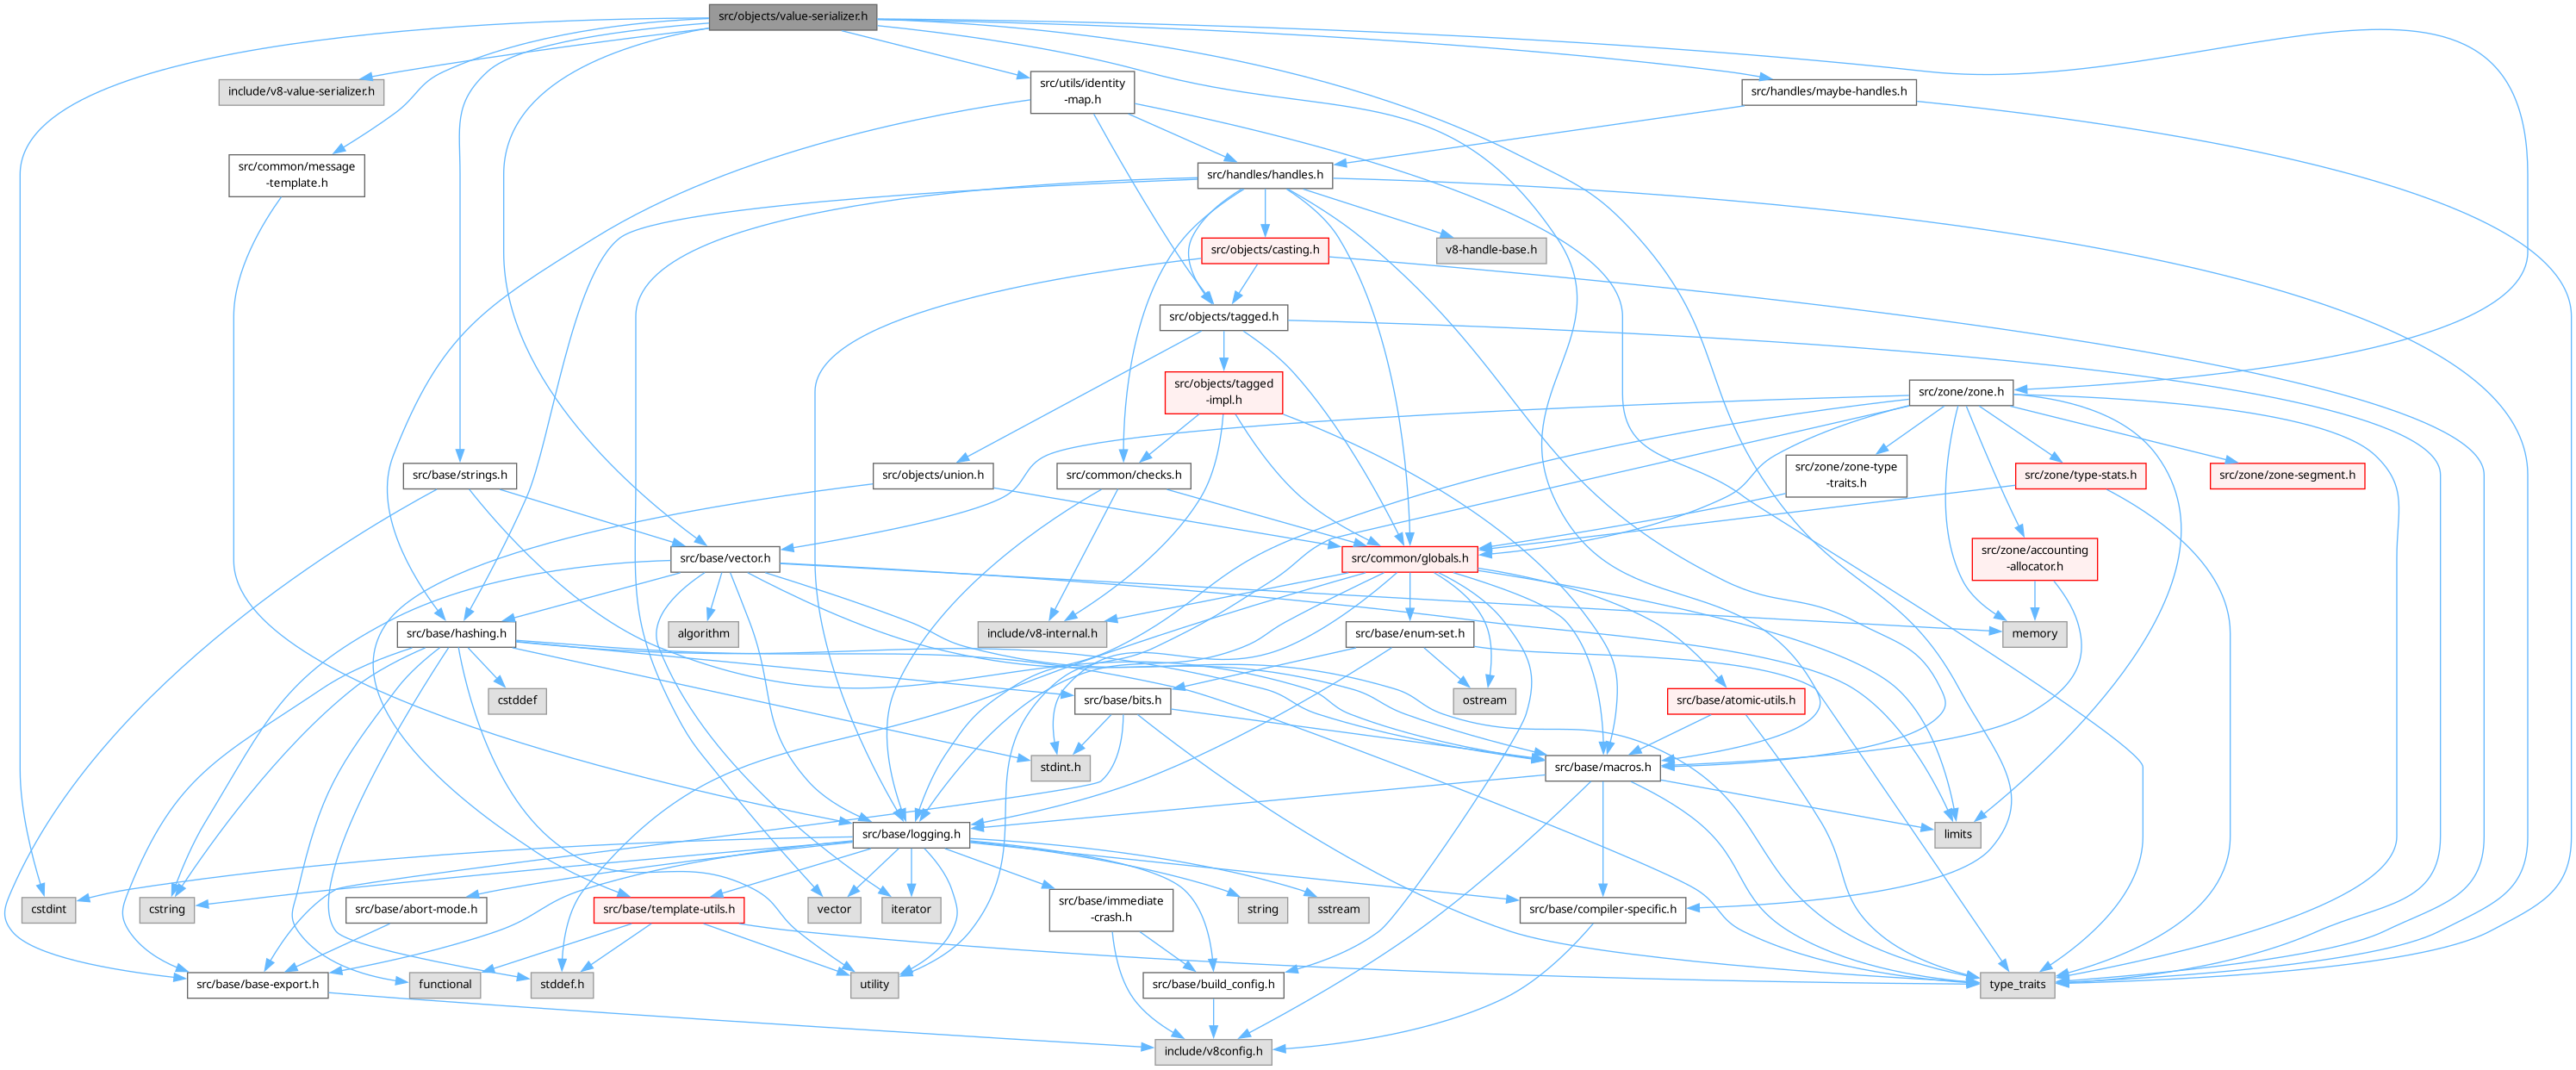 src/objects/value-serializer.h
include/v8-value-serializer.h
src/utils/identity
-map.h
src/handles/maybe-handles.h
src/common/message
-template.h
src/handles/handles.h
src/objects/casting.h
v8-handle-base.h
src/objects/tagged.h
src/objects/tagged
-impl.h
src/zone/zone.h
src/base/strings.h
src/objects/union.h
src/common/checks.h
src/zone/zone-type
-traits.h
src/zone/type-stats.h
src/zone/zone-segment.h
src/base/vector.h
src/common/globals.h
src/zone/accounting
-allocator.h
src/base/hashing.h
algorithm
include/v8-internal.h
src/base/enum-set.h
memory
cstddef
src/base/bits.h
ostream
src/base/atomic-utils.h
stdint.h
src/base/macros.h
src/base/logging.h
limits
cstdint
cstring
src/base/abort-mode.h
src/base/template-utils.h
vector
iterator
src/base/immediate
-crash.h
string
sstream
src/base/compiler-specific.h
src/base/base-export.h
functional
stddef.h
utility
src/base/build_config.h
type_traits
include/v8config.h